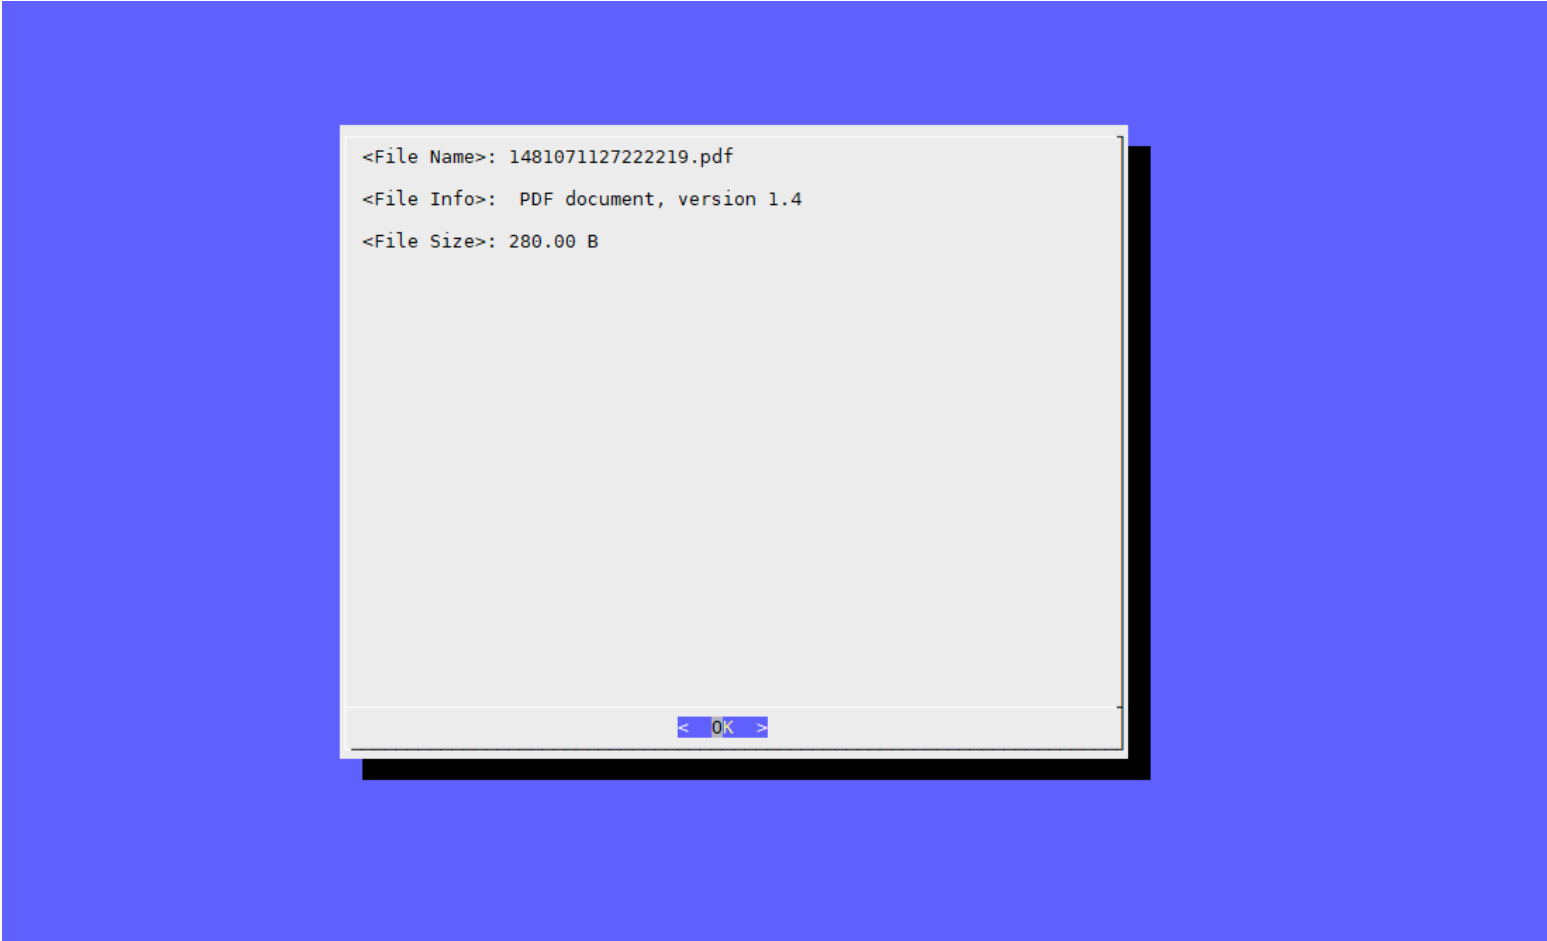 <File Name>: 1481071127222219.pdf
<File Info>:  PDF document, version 1.4
<File Size>: 280.00 B
<  OK  >